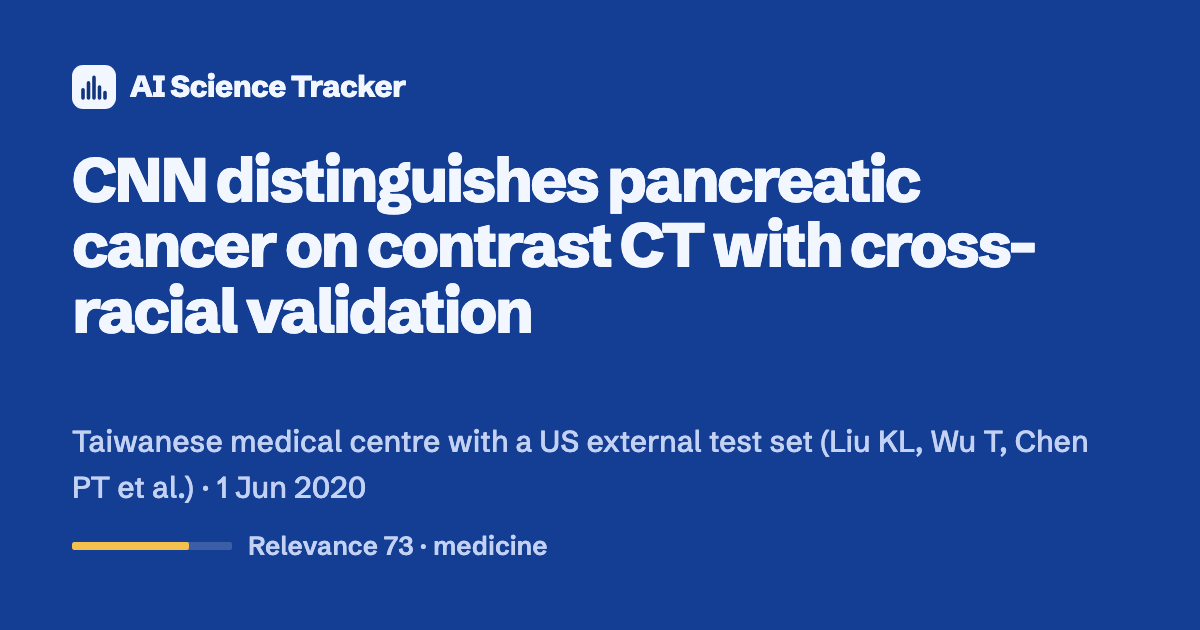 AI Science Tracker
CNN distinguishes pancreatic
cancer on contrast CT with cross-
racial validation
Taiwanese medical centre with a US external test set (Liu KL, Wu T, Chen
PT et al.) · 1 Jun 2020
Relevance 73 · medicine